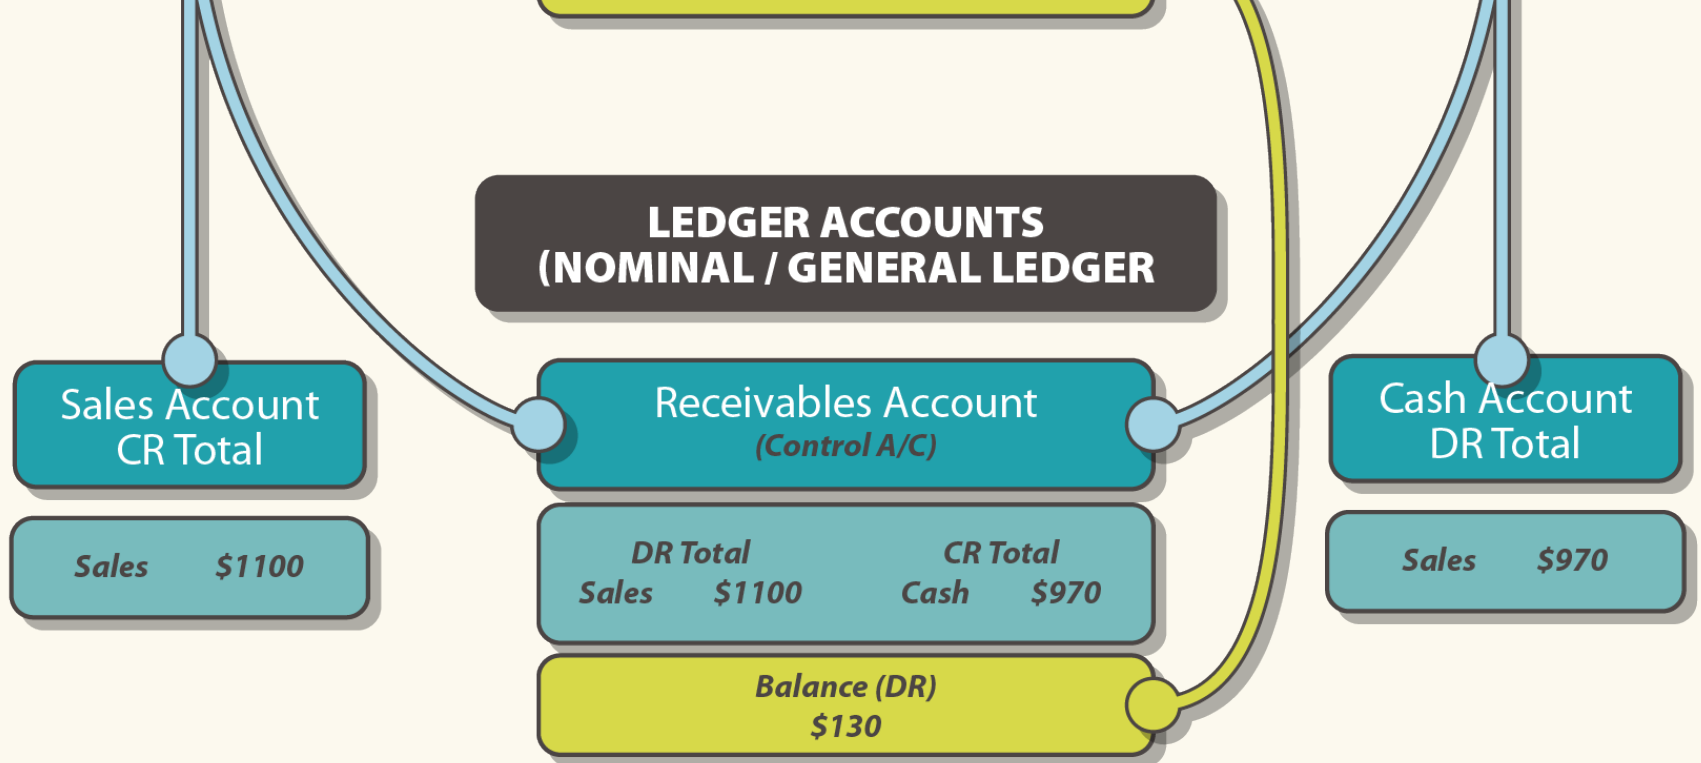 LEDGER ACCOUNTS
(NOMINAL / GENERAL LEDGER
Sales Account
CR Total
Sales $1100
Receivables Account
(Control A/C)
DR Total CR Total
Sales $1100 Cash $970
Balance (DR)
$130
Cash Account
DR Total
Sales $970